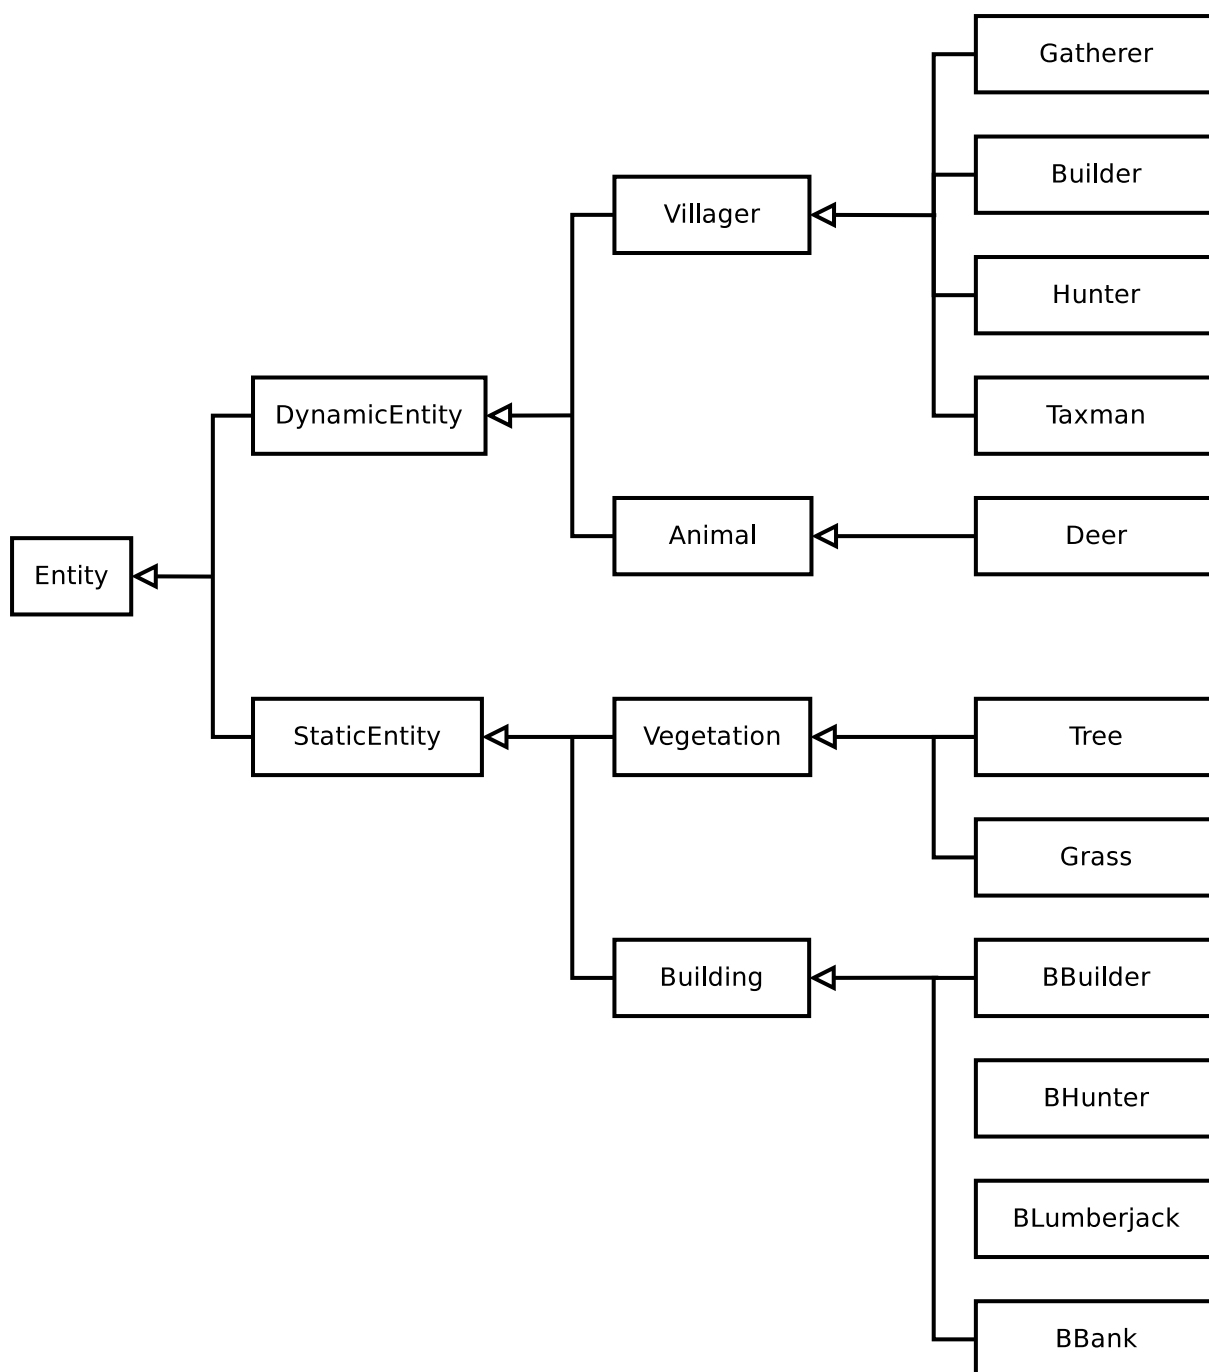 Gatherer
Builder
Villager
Hunter
DynamicEntity
Taxman
Animal
Deer
Entity
StaticEntity
Vegetation
Tree
Grass
Building
BBuilder
BHunter
BLumberjack
BBank